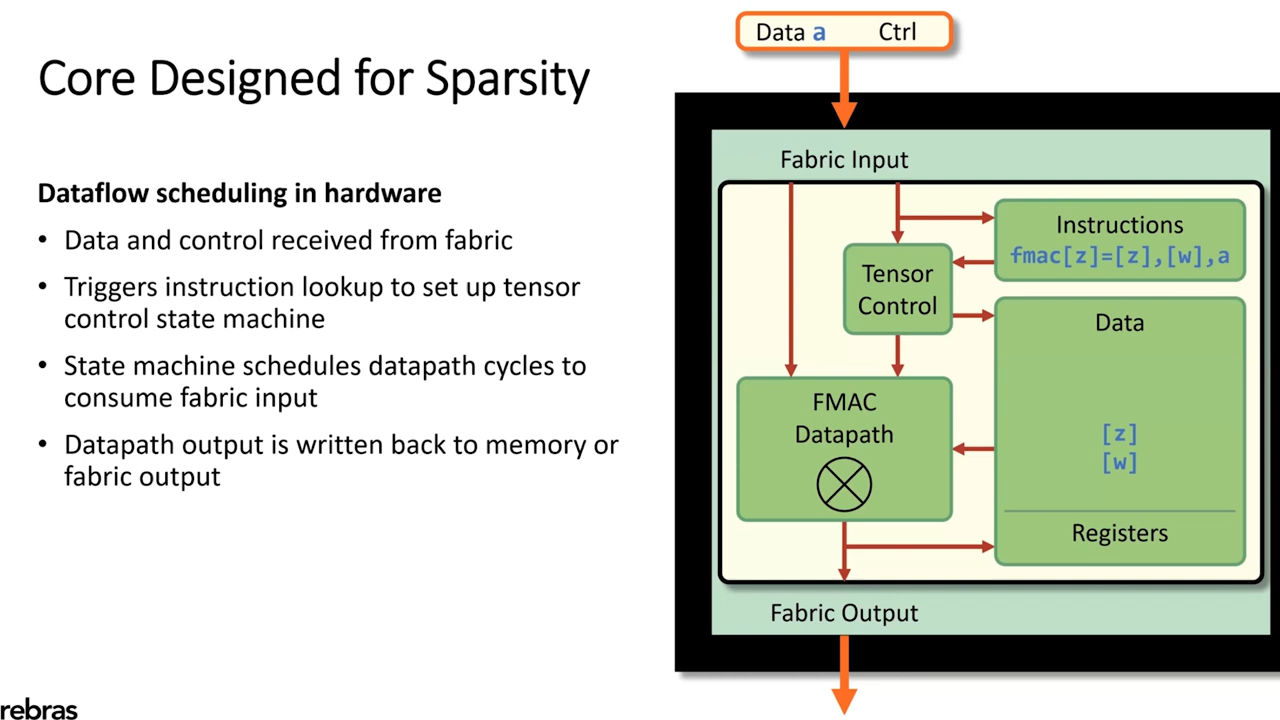 Core Designed for Sparsity
Dataflow scheduling in hardware
• Data and control received from fabric
• Triggers instruction lookup to set up tensor
control state machine
• State machine schedules datapath cycles to
consume fabric input
• Datapath output is written back to memory or
fabric output
Data a Ctrl
Fabric Input
Instructions
fmac[z]=[z],[w],a
Tensor
Control
Data
FMAC
Datapath
[z]
[w]
Registers
Fabric Output
rebras